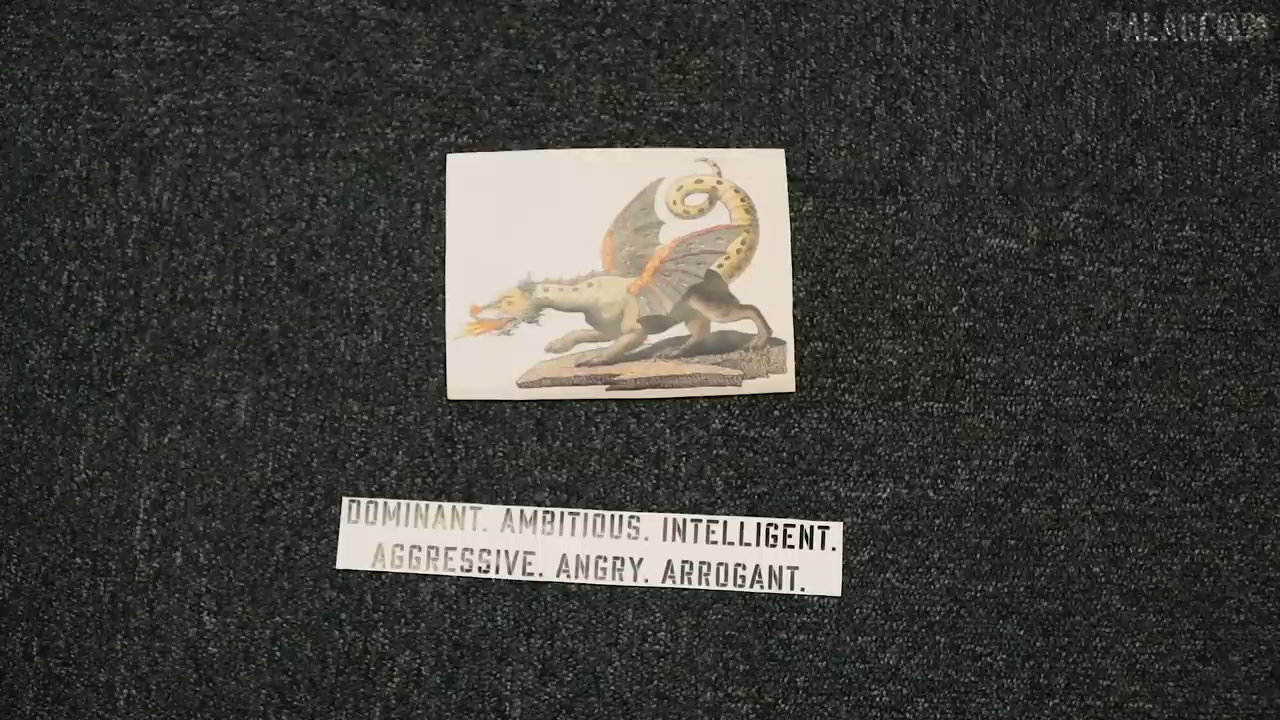 DOMINANT. AMBITIOUS. INTELLIGENT.
AGGRESSIVE. ANGRY. ARROGANT.